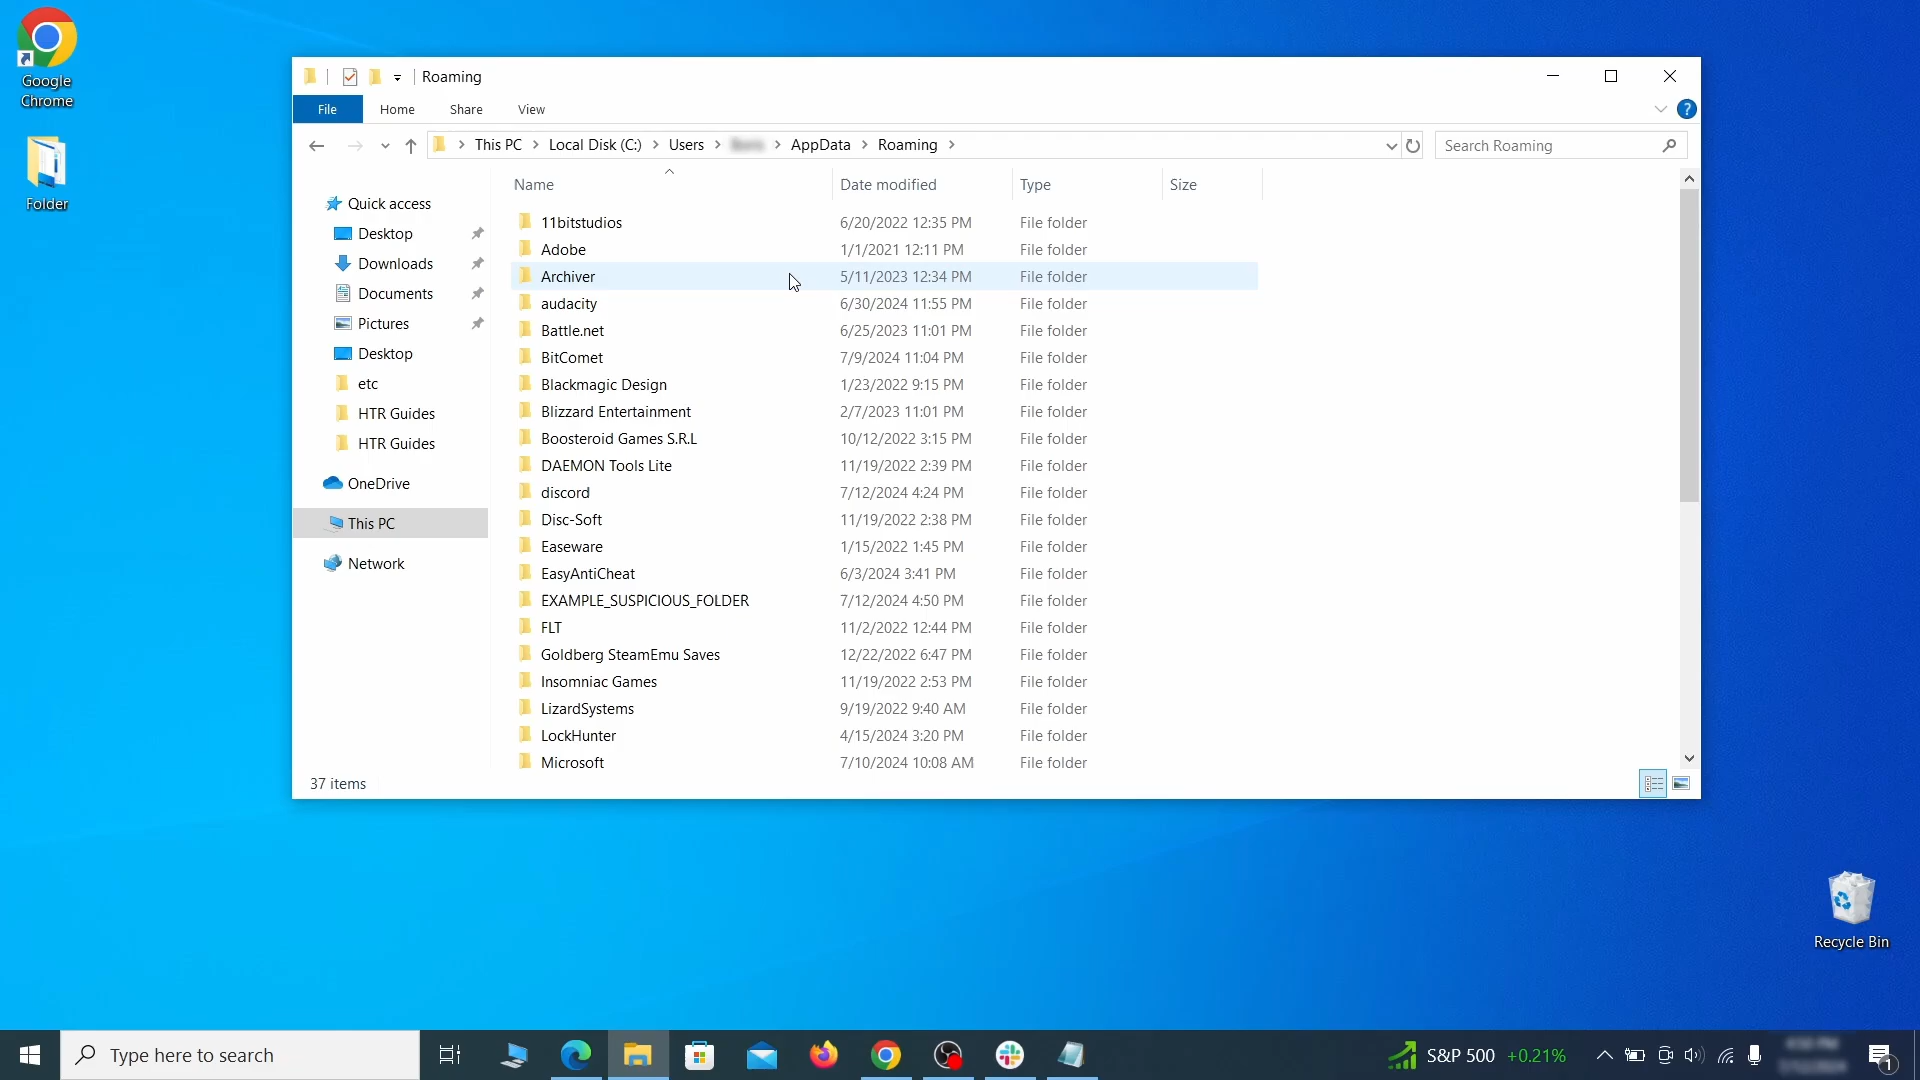 Google
Chrome
Folder
Roaming
File Home Share View
This PC Local Disk (C:) Users AppData Roaming
Search Roaming
Name Date modified Type Size
Quick access
Desktop
Downloads
Documents
Pictures
Desktop
etc
HTR Guides
HTR Guides
OneDrive
This PC
Network
11bitstudios 6/20/2022 12:35 PM File folder
Adobe 1/1/2021 12:11 PM File folder
Archiver 5/11/2023 12:34 PM File folder
audacity 6/30/2024 11:55 PM File folder
Battle.net 6/25/2023 11:01 PM File folder
BitComet 7/9/2024 11:04 PM File folder
Blackmagic Design 1/23/2022 9:15 PM File folder
Blizzard Entertainment 2/7/2023 11:01 PM File folder
Boosteroid Games S.R.L 10/12/2022 3:15 PM File folder
DAEMON Tools Lite 11/19/2022 2:39 PM File folder
discord 7/12/2024 4:24 PM File folder
Disc-Soft 11/19/2022 2:38 PM File folder
Easeware 1/15/2022 1:45 PM File folder
EasyAntiCheat 6/3/2024 3:41 PM File folder
EXAMPLE_SUSPICIOUS_FOLDER 7/12/2024 4:50 PM File folder
FLT 11/2/2022 12:44 PM File folder
Goldberg SteamEmu Saves 12/22/2022 6:47 PM File folder
Insomniac Games 11/19/2022 2:53 PM File folder
LizardSystems 9/19/2022 9:40 AM File folder
LockHunter 4/15/2024 3:20 PM File folder
Microsoft 7/10/2024 10:08 AM File folder
37 items
Recycle Bin
Type here to search
S&P 500 +0.21%
1